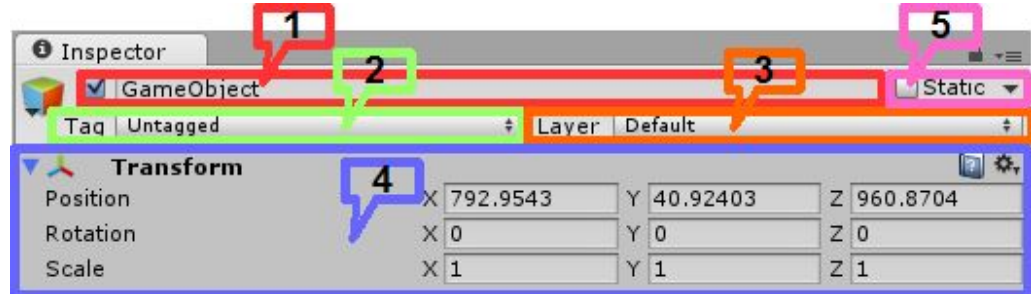 1 5
Inspector
2 3
GameObject Static
Tag Untagged Layer Default
Transform
4
Position X 792.9543 Y 40.92403 Z 960.8704
Rotation X 0 Y 0 Z 0
Scale X 1 Y 1 Z 1